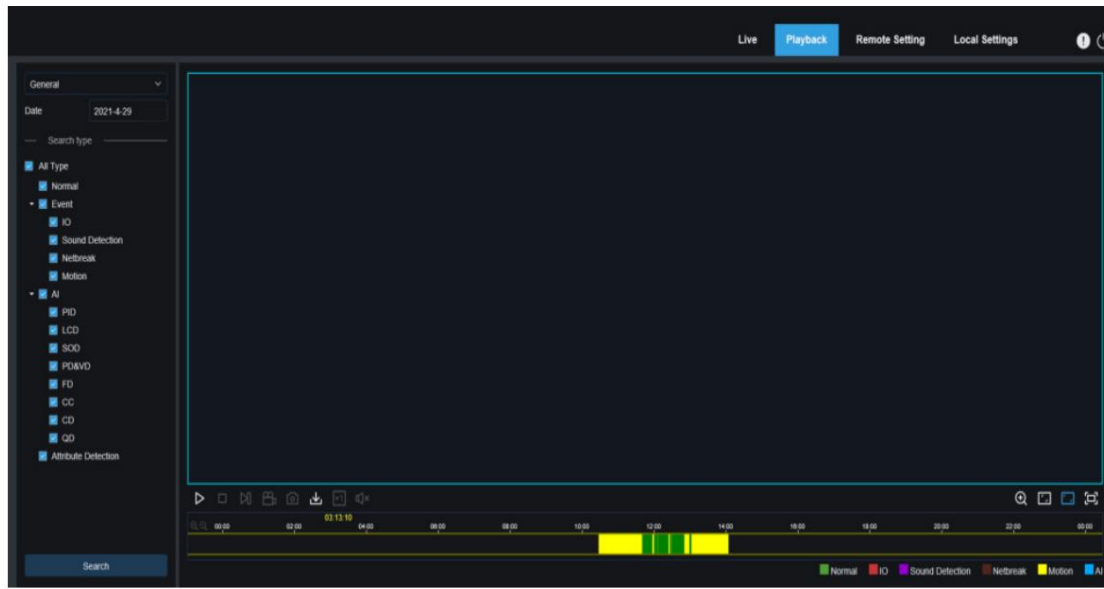 Live Playback Remote Setting Local Settings
General
Date 2021-4-29
Search type
All Type
Normal
Event
IO
Sound Detection
Netbreak
Motion
AI
PID
LCD
SOD
PD&VD
FD
CC
CD
QD
Attribute Detection
Search
03:13:10
00:00 02:00 04:00 06:00 08:00 10:00 12:00 14:00 16:00 18:00 20:00 22:00 00:00
Normal IO Sound Detection Netbreak Motion AI